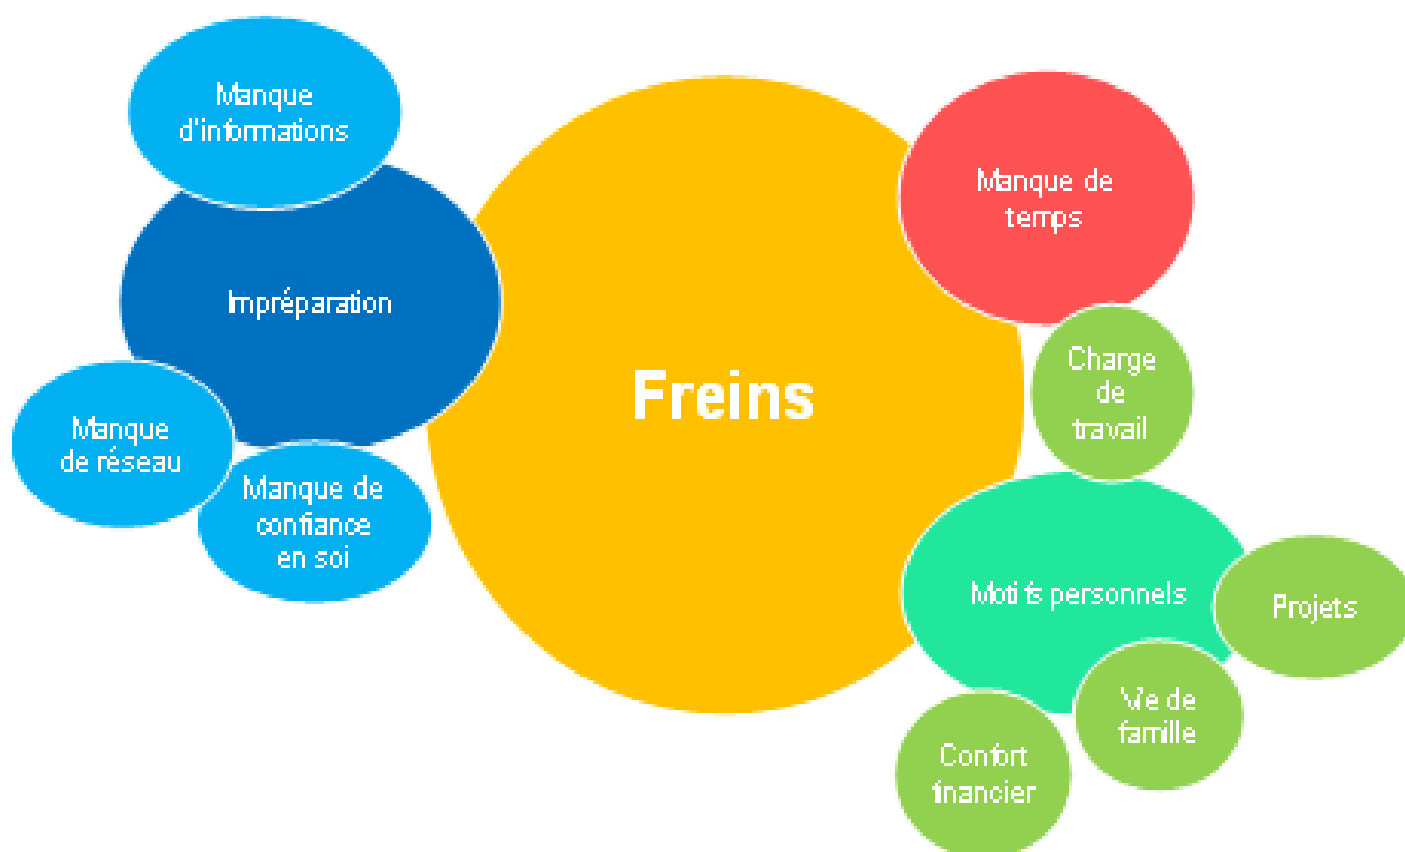 Manque
d'informations
Impréparation
Manque
de réseau
Manque de
confiance
en soi
Freins
Manque de
temps
Charge
de
travail
Motifs personnels
Projets
Vie de
famille
Confort
financier